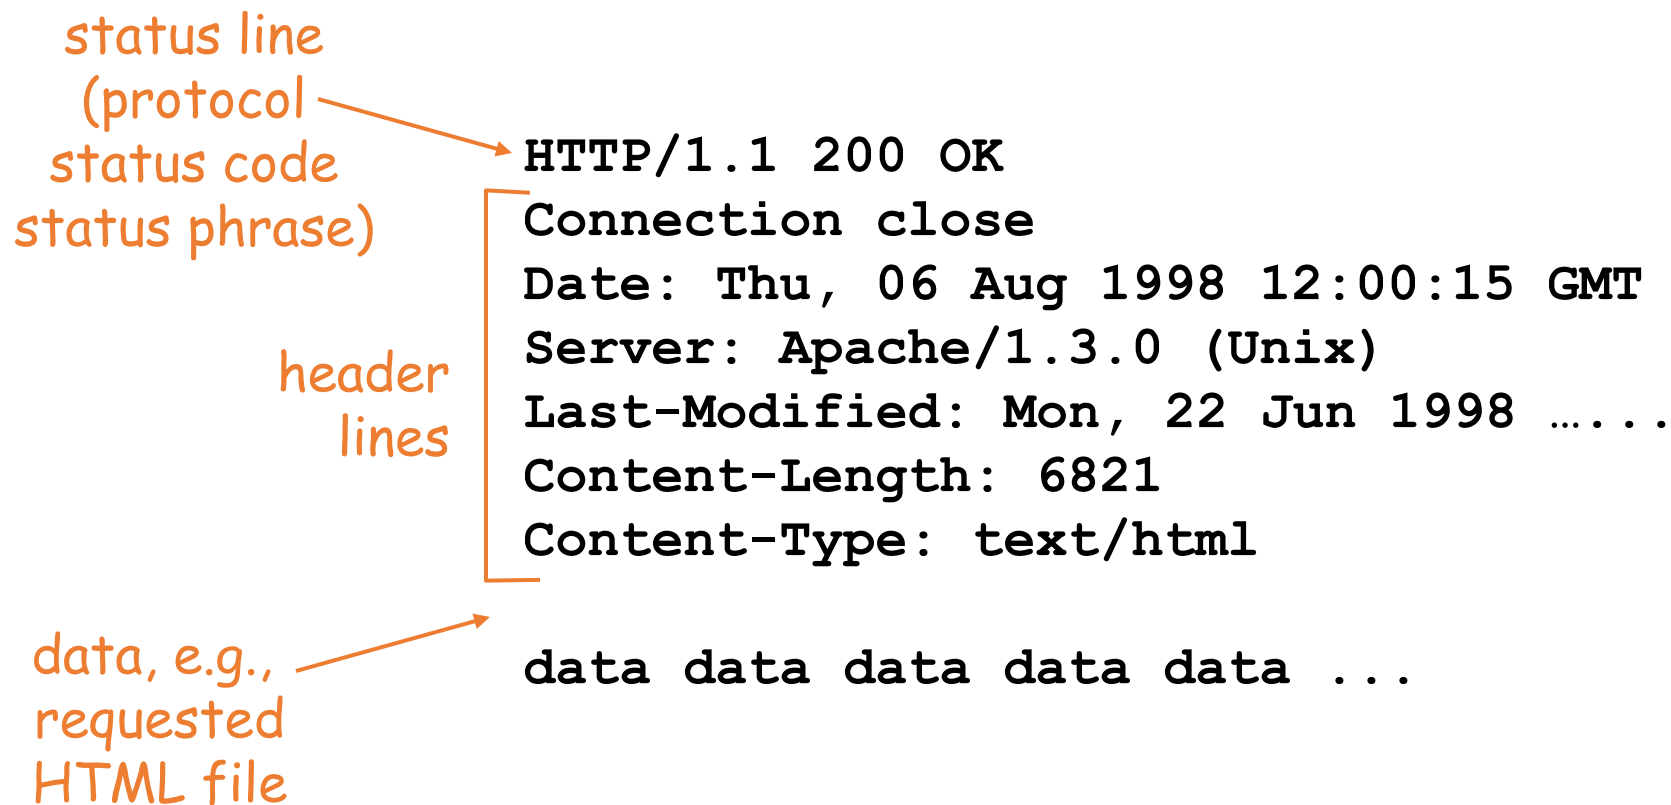 status line
(protocol
status code
status phrase)
HTTP/1.1 200 OK
Connection close
Date: Thu, 06 Aug 1998 12:00:15 GMT
Server: Apache/1.3.0 (Unix)
Last-Modified: Mon, 22 Jun 1998 …...
Content-Length: 6821
Content-Type: text/html
header
lines
data, e.g.,
requested
HTML file
data data data data data ...